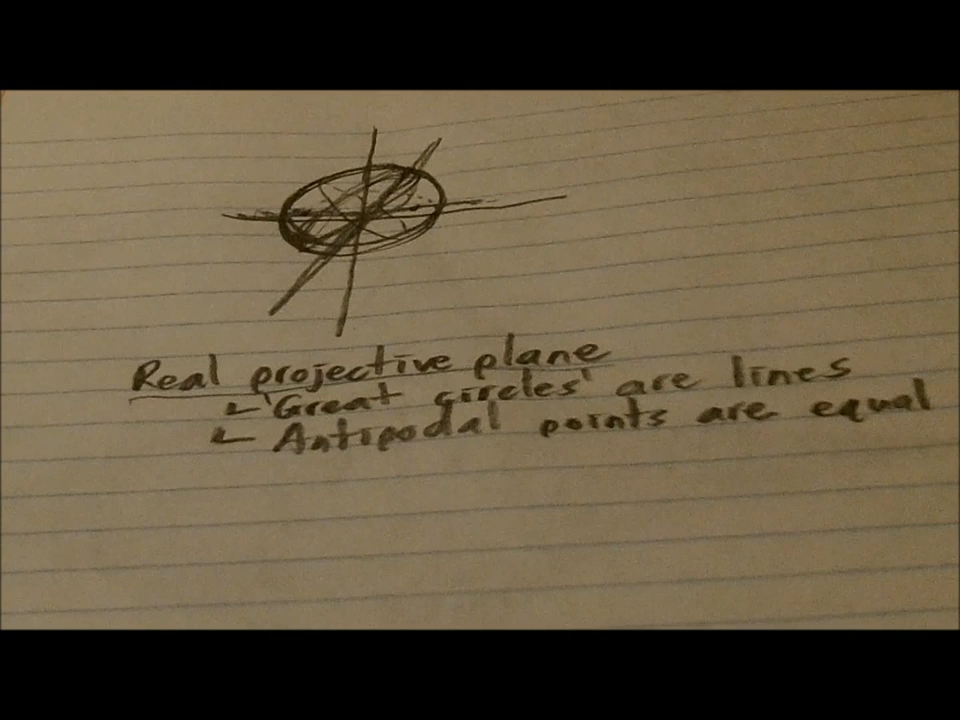 Real projective plane
'Great circles' are lines
Antipodal points are equal